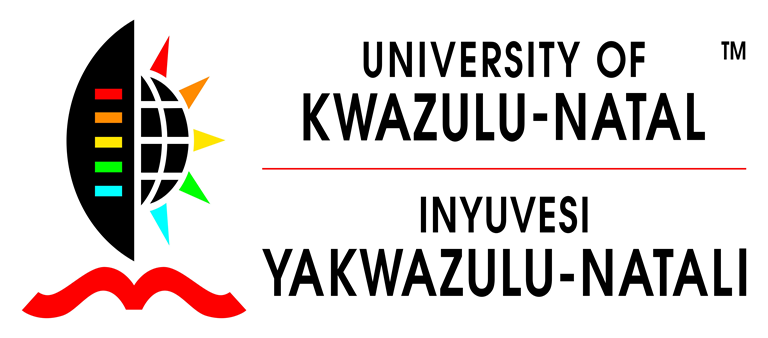 UNIVERSITY OF ™
KWAZULU-NATAL
INYUVESI
YAKWAZULU-NATALI